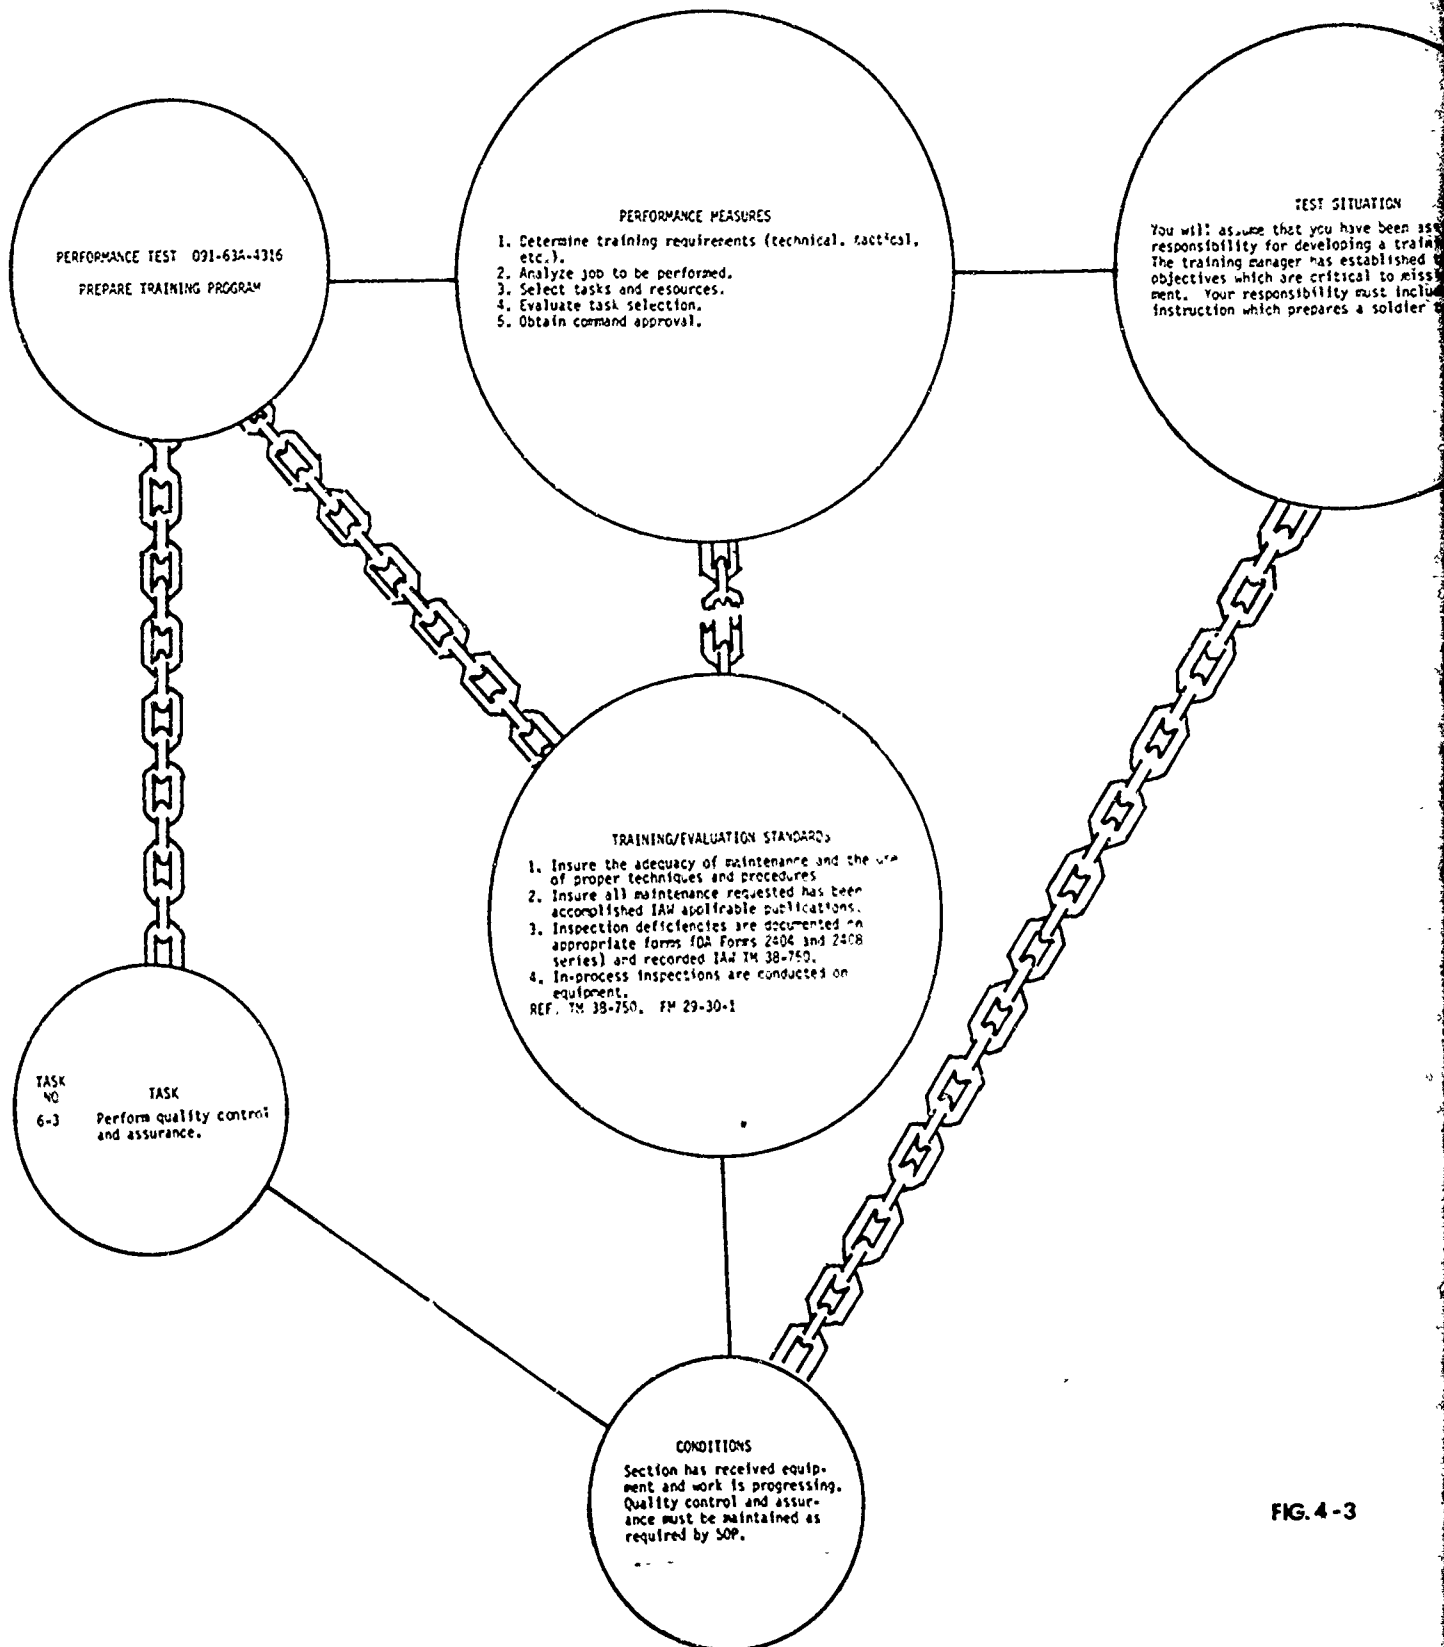 PERFORMANCE TEST 091-63A-4316
PREPARE TRAINING PROGRAM
PERFORMANCE MEASURES
1. Determine training requirements (technical, tactical,
etc.).
2. Analyze job to be performed.
3. Select tasks and resources.
4. Evaluate task selection.
5. Obtain command approval.
TEST SITUATION
You will assume that you have been ass
responsibility for developing a train
The training manager has established
objectives which are critical to miss
ment. Your responsibility must inclu
instruction which prepares a soldier
TRAINING/EVALUATION STANDARDS
1. Insure the adequacy of maintenance and the use
of proper techniques and procedures
2. Insure all maintenance requested has been
accomplished IAW applicable publications.
3. Inspection deficiencies are documented on
appropriate forms (DA Forms 2404 and 2408
series) and recorded IAW TM 38-750.
4. In-process inspections are conducted on
equipment.
REF. TM 38-750, FM 29-30-1
TASK
NO
TASK
6-3 Perform quality control
and assurance.
CONDITIONS
Section has received equip-
ment and work is progressing.
Quality control and assur-
ance must be maintained as
required by SOP.
FIG. 4-3